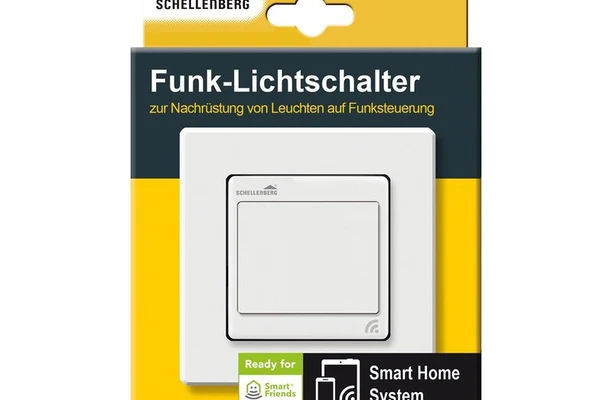 SCHELLENBERG
Funk-Lichtschalter
zur Nachrüstung von Leuchten auf Funksteuerung
SCHELLENBERG
Ready for
Smart
Friends
Smart Home
System